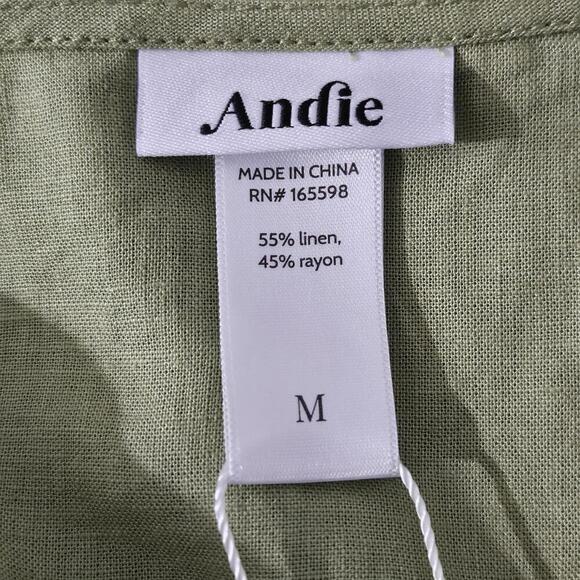 Andie
MADE IN CHINA
RN# 165598
55% linen,
45% rayon
M